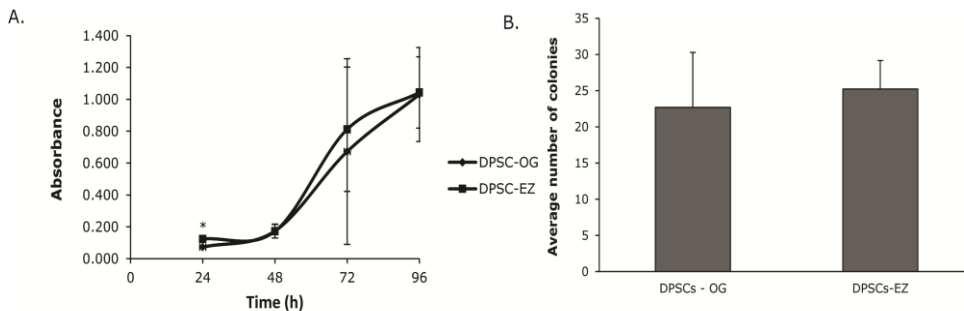 A.
1.400
1.200
1.000
0.800
0.600
0.400
0.200
0.000
Absorbance
*
0
24
48
72
96
Time (h)
DPSC-OG
DPSC-EZ
B.
35
30
25
20
15
10
5
0
Average number of colonies
DPSCs - OG
DPSCs-EZ